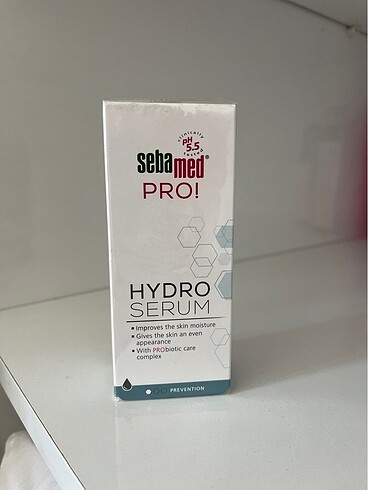 clinically
pH
5.5
tested
sebamed®
PRO!
HYDRO
SERUM
▪ Improves the skin moisture
▪ Gives the skin an even
appearance
▪ With PRObiotic care
complex
PREVENTION